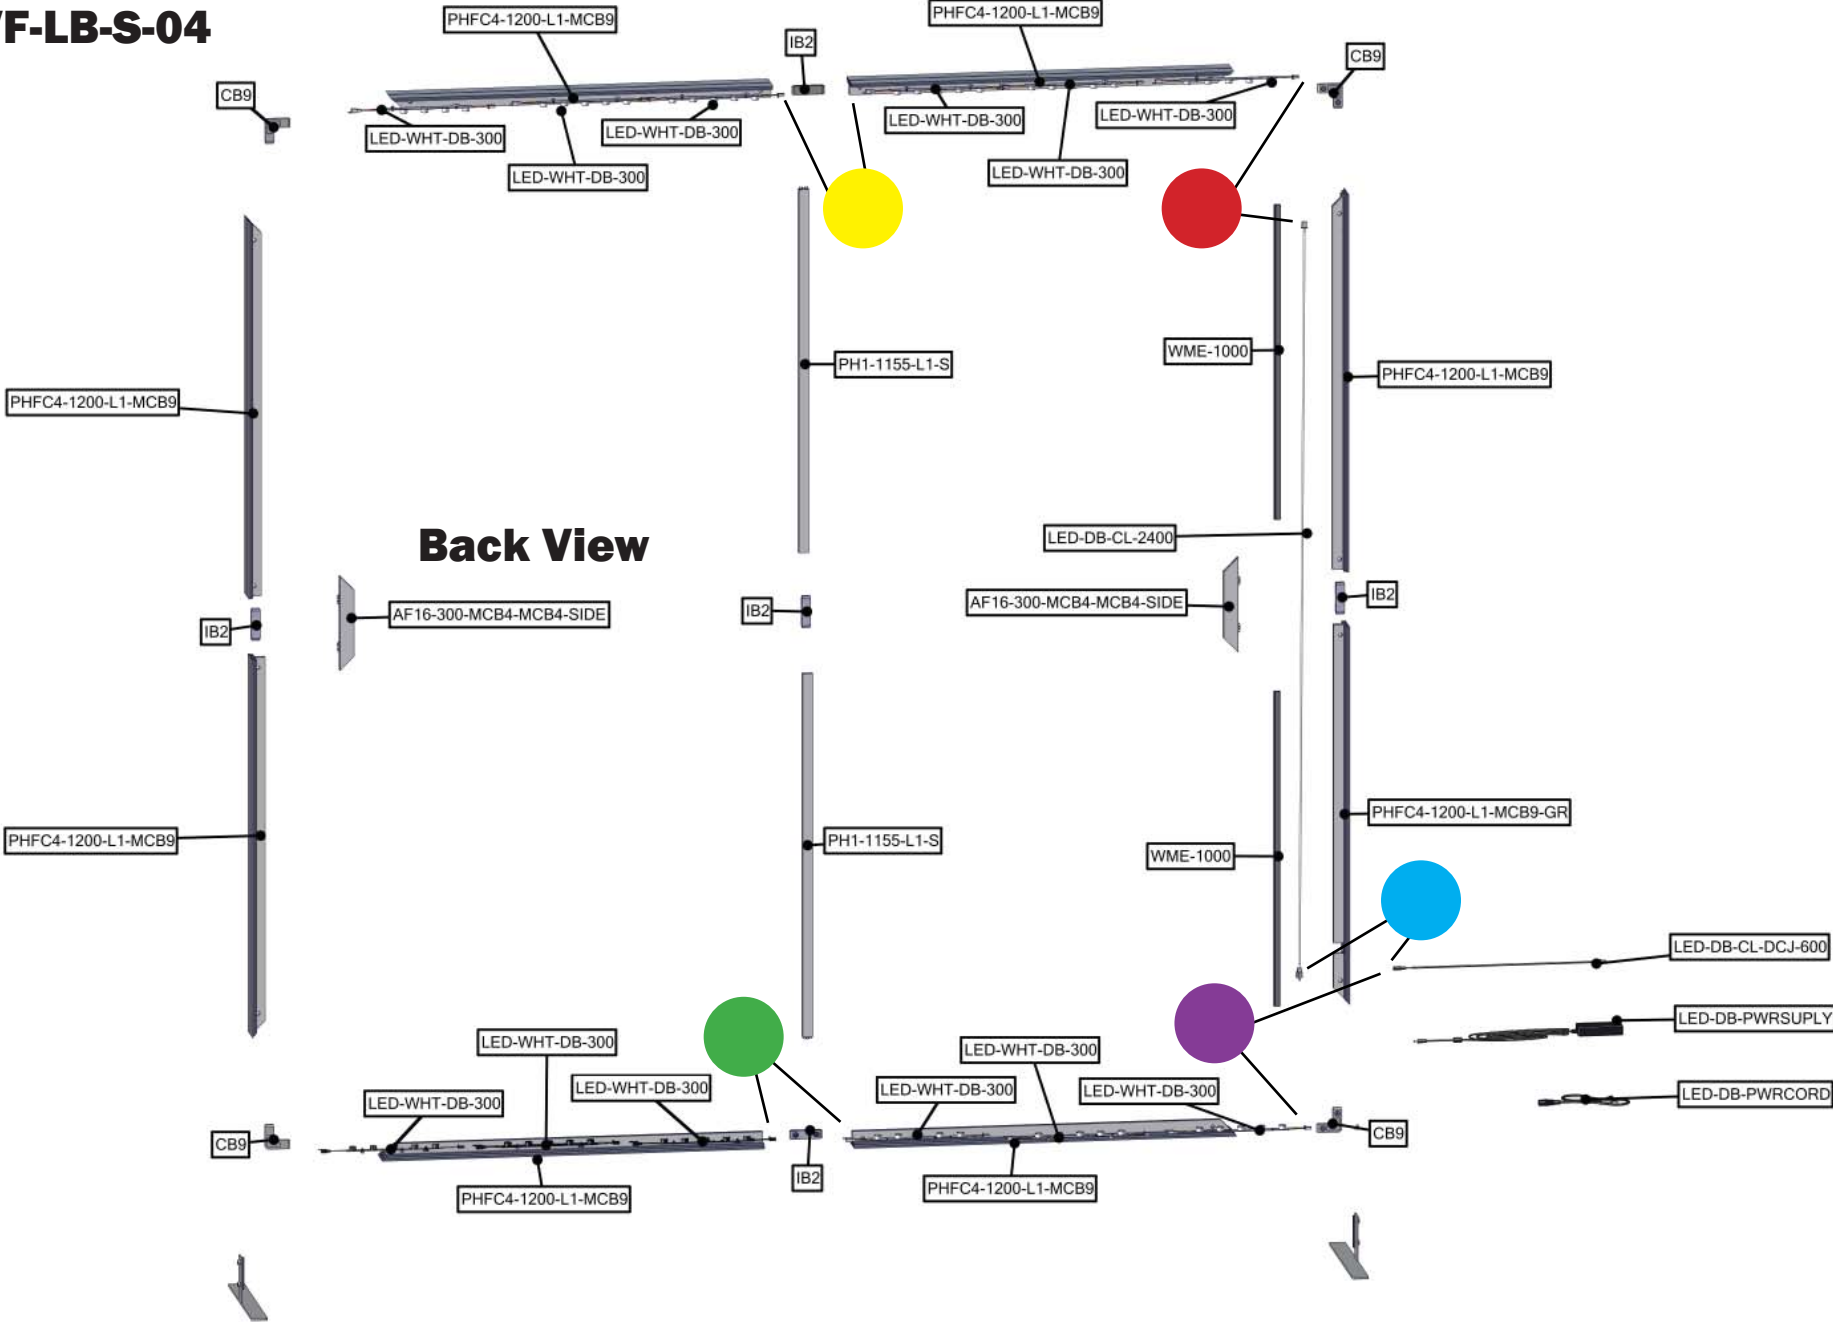 F-LB-S-04
PHFC4-1200-L1-MCB9
PHFC4-1200-L1-MCB9
IB2
CB9
CB9
LED-WHT-DB-300
LED-WHT-DB-300
LED-WHT-DB-300
LED-WHT-DB-300
LED-WHT-DB-300
LED-WHT-DB-300
PH1-1155-L1-S
WME-1000
PHFC4-1200-L1-MCB9
PHFC4-1200-L1-MCB9
Back View
LED-DB-CL-2400
AF16-300-MCB4-MCB4-SIDE
IB2
AF16-300-MCB4-MCB4-SIDE
IB2
IB2
PHFC4-1200-L1-MCB9
PH1-1155-L1-S
WME-1000
PHFC4-1200-L1-MCB9-GR
LED-DB-CL-DCJ-600
LED-DB-PWRSUPLY
LED-WHT-DB-300
LED-WHT-DB-300
LED-WHT-DB-300
LED-WHT-DB-300
LED-WHT-DB-300
LED-WHT-DB-300
LED-DB-PWRCORD
CB9
CB9
IB2
PHFC4-1200-L1-MCB9
PHFC4-1200-L1-MCB9